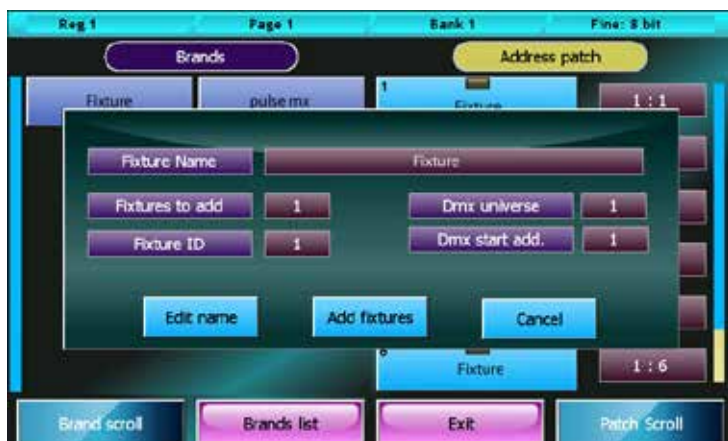 Reg 1 Page 1 Bank 1 Fine: 8 bit
Brands Address patch
Fixture pulse mx 1 Fixture 1 : 1
Fixture Name Fixture
Fixtures to add 1 Dmx universe 1
Fixture ID 1 Dmx start add. 1
Edit name Add fixtures Cancel
Fixture 1 : 6
Brand scroll Brands list Exit Patch Scroll